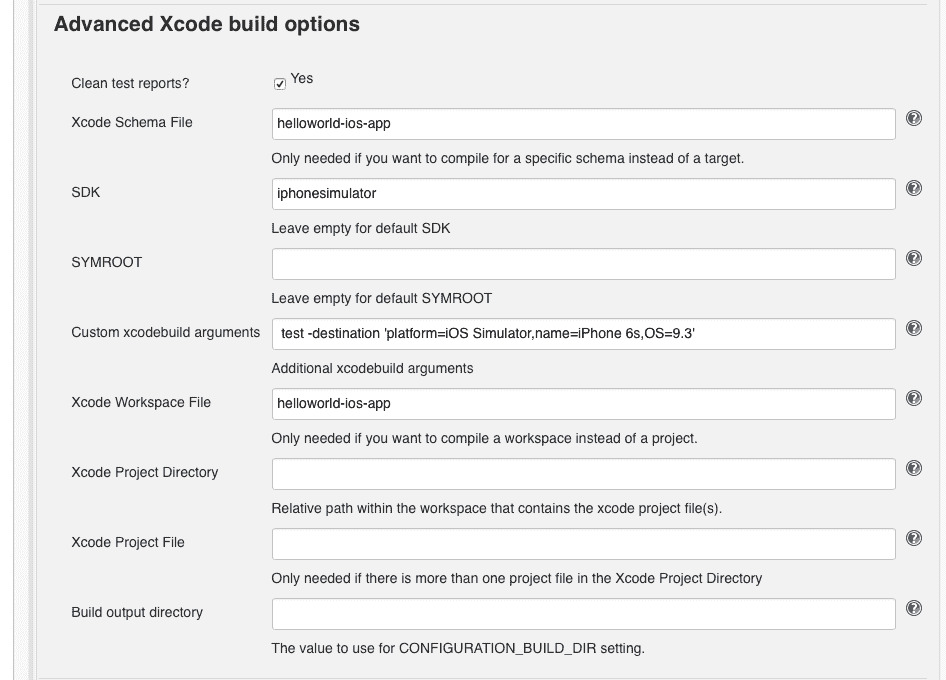 Advanced Xcode build options
Clean test reports? Yes
Xcode Schema File helloworld-ios-app
Only needed if you want to compile for a specific schema instead of a target.
SDK iphonesimulator
Leave empty for default SDK
SYMROOT
Leave empty for default SYMROOT
Custom xcodebuild arguments test -destination 'platform=iOS Simulator,name=iPhone 6s,OS=9.3'
Additional xcodebuild arguments
Xcode Workspace File helloworld-ios-app
Only needed if you want to compile a workspace instead of a project.
Xcode Project Directory
Relative path within the workspace that contains the xcode project file(s).
Xcode Project File
Only needed if there is more than one project file in the Xcode Project Directory
Build output directory
The value to use for CONFIGURATION_BUILD_DIR setting.